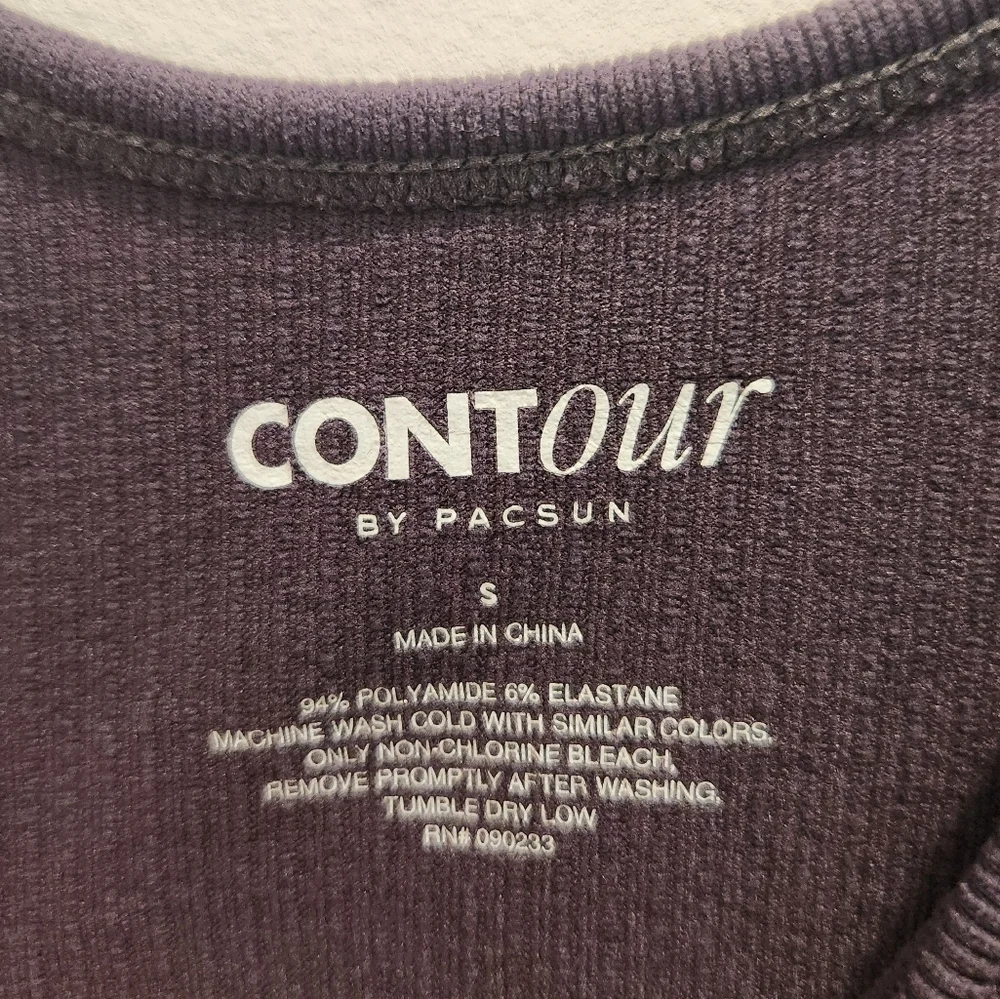 CONTour
BY PACSUN
S
MADE IN CHINA
94% POLYAMIDE 6% ELASTANE
MACHINE WASH COLD WITH SIMILAR COLORS.
ONLY NON-CHLORINE BLEACH,
REMOVE PROMPTLY AFTER WASHING,
TUMBLE DRY LOW
RN# 090233